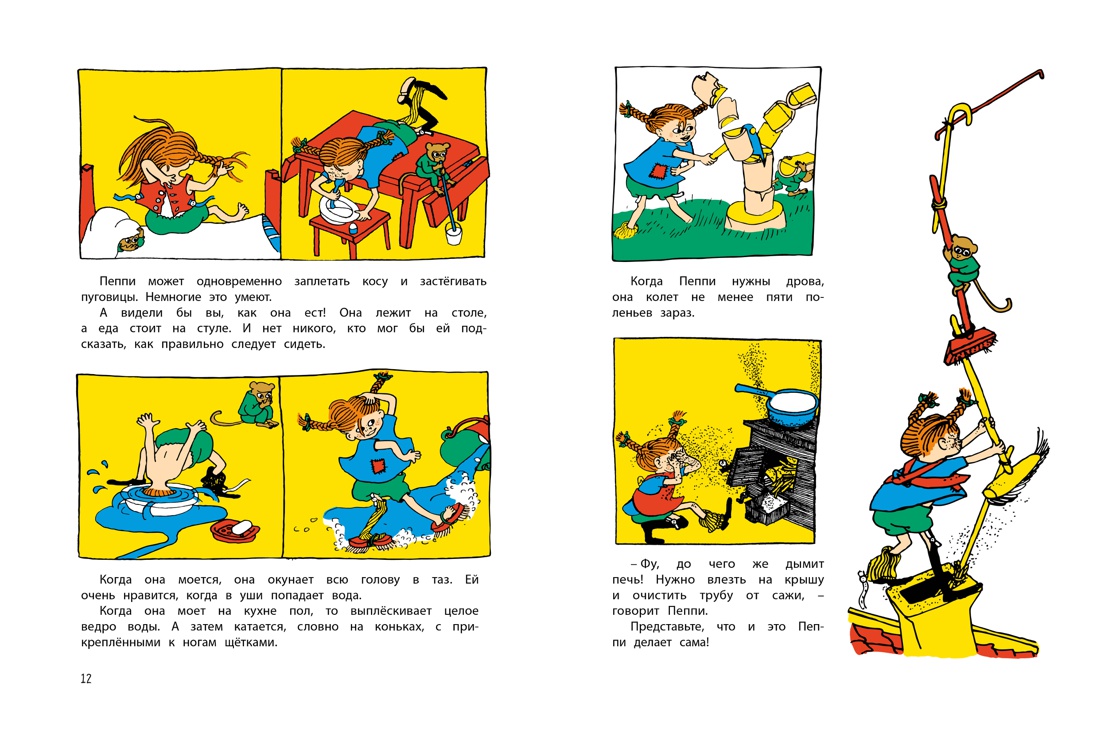 Пеппи может одновременно заплетать косу и застёгивать
пуговицы. Немногие это умеют.
А видели бы вы, как она ест! Она лежит на столе,
а еда стоит на стуле. И нет никого, кто мог бы ей под-
сказать, как правильно следует сидеть.
Когда она моется, она окунает всю голову в таз. Ей
очень нравится, когда в уши попадает вода.
Когда она моет на кухне пол, то выплёскивает целое
ведро воды. А затем катается, словно на коньках, с при-
креплёнными к ногам щётками.
12
Когда Пеппи нужны дрова,
она колет не менее пяти по-
леньев зараз.
– Фу, до чего же дымит
печь! Нужно влезть на крышу
и очистить трубу от сажи, –
говорит Пеппи.
Представьте, что и это Пеп-
пи делает сама!